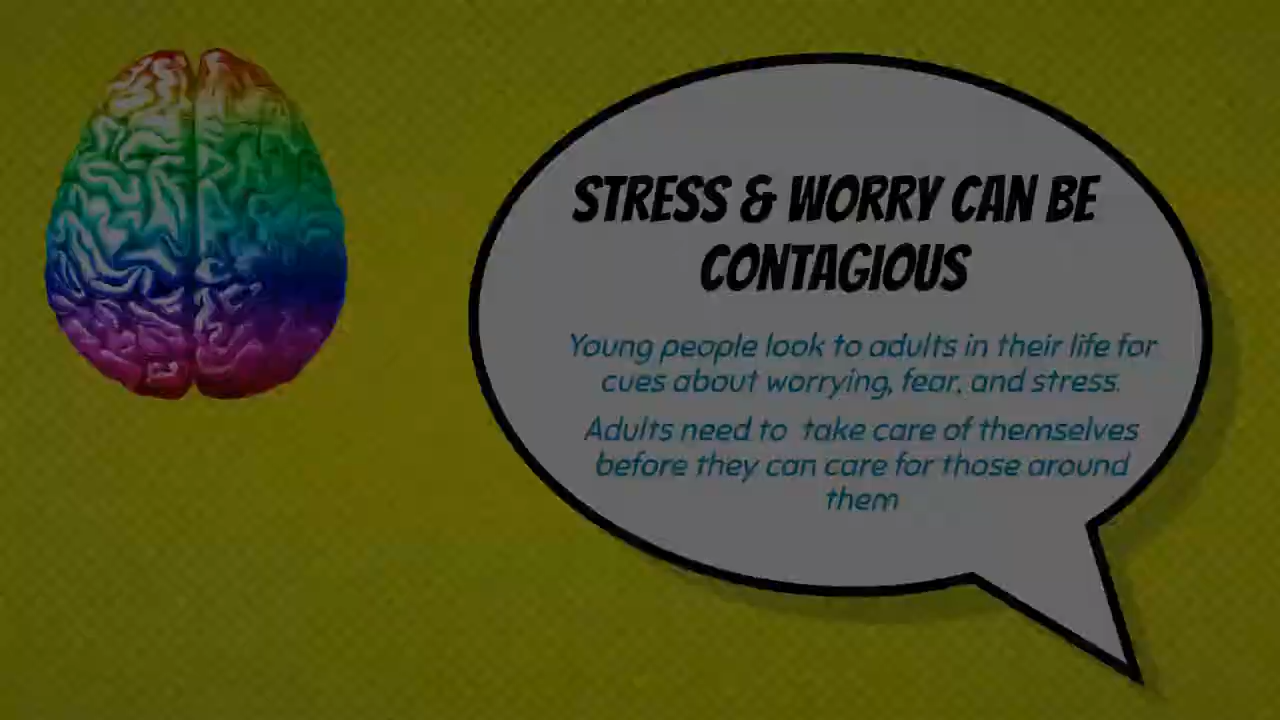 STRESS & WORRY CAN BE
CONTAGIOUS
Young people look to adults in their life for
cues about worrying, fear, and stress.
Adults need to take care of themselves
before they can care for those around
them